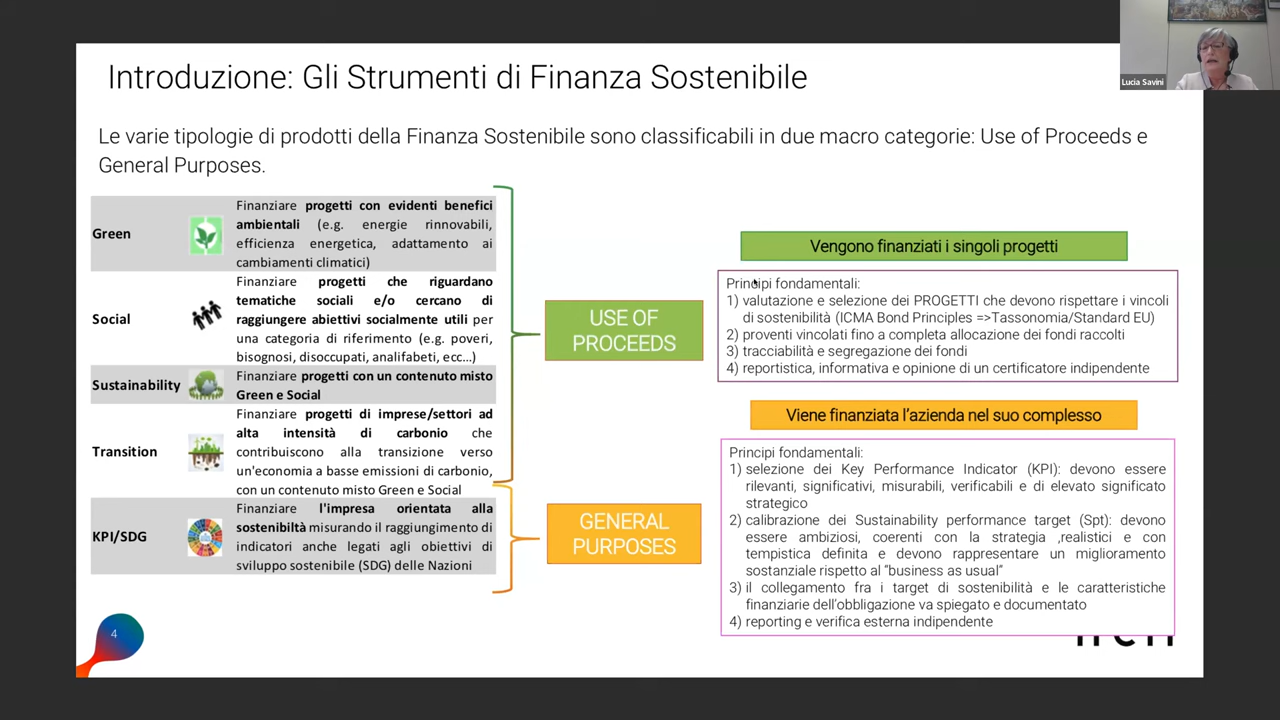 Introduzione: Gli Strumenti di Finanza Sostenibile
Lucia Savini
Le varie tipologie di prodotti della Finanza Sostenibile sono classificabili in due macro categorie: Use of Proceeds e
General Purposes.
Green
Finanziare progetti con evidenti benefici
ambientali (e.g. energie rinnovabili,
efficienza energetica, adattamento ai
cambiamenti climatici)
Social
Finanziare progetti che riguardano
tematiche sociali e/o cercano di
raggiungere obiettivi socialmente utili per
una categoria di riferimento (e.g. poveri,
bisognosi, disoccupati, analifabeti, ecc...)
Sustainability
Finanziare progetti con un contenuto misto
Green e Social
Transition
Finanziare progetti di imprese/settori ad
alta intensità di carbonio che
contribuiscono alla transizione verso
un'economia a basse emissioni di carbonio,
con un contenuto misto Green e Social
KPI/SDG
Finanziare l'impresa orientata alla
sostenibiltà misurando il raggiungimento di
indicatori anche legati agli obiettivi di
sviluppo sostenibile (SDG) delle Nazioni
USE OF
PROCEEDS
GENERAL
PURPOSES
Vengono finanziati i singoli progetti
Principi fondamentali:
1) valutazione e selezione dei PROGETTI che devono rispettare i vincoli
di sostenibilità (ICMA Bond Principles =>Tassonomia/Standard EU)
2) proventi vincolati fino a completa allocazione dei fondi raccolti
3) tracciabilità e segregazione dei fondi
4) reportistica, informativa e opinione di un certificatore indipendente
Viene finanziata l'azienda nel suo complesso
Principi fondamentali:
1) selezione dei Key Performance Indicator (KPI): devono essere
rilevanti, significativi, misurabili, verificabili e di elevato significato
strategico
2) calibrazione dei Sustainability performance target (Spt): devono
essere ambiziosi, coerenti con la strategia ,realistici e con
tempistica definita e devono rappresentare un miglioramento
sostanziale rispetto al "business as usual"
3) il collegamento fra i target di sostenibilità e le caratteristiche
finanziarie dell'obbligazione va spiegato e documentato
4) reporting e verifica esterna indipendente
4